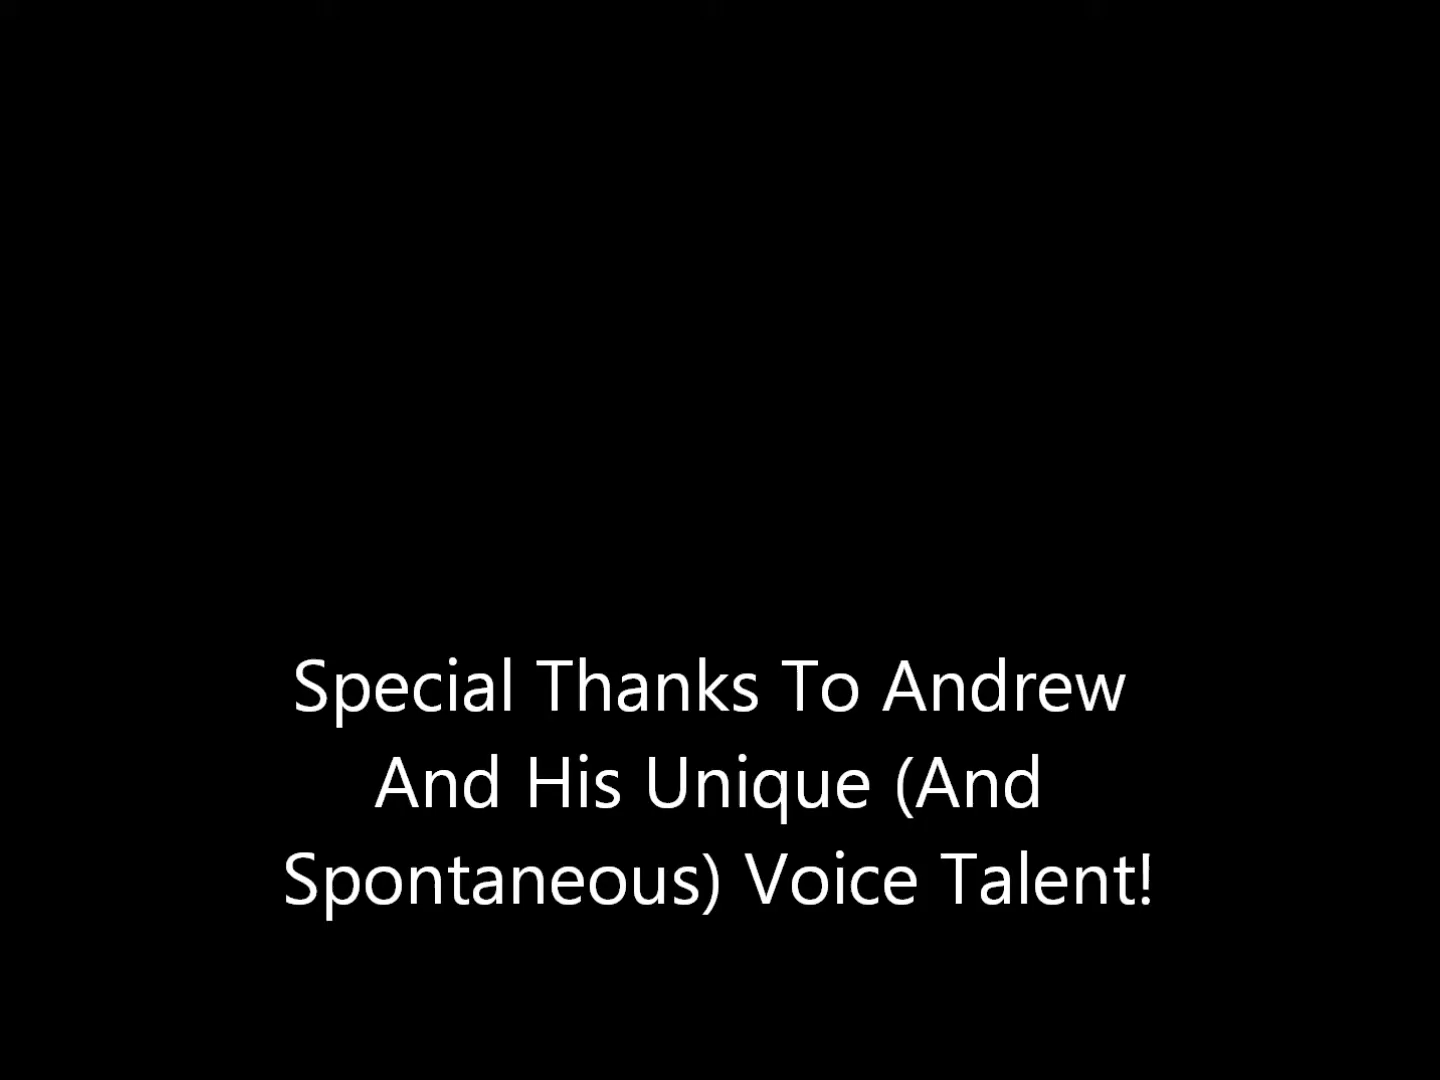 Special Thanks To Andrew
And His Unique (And
Spontaneous) Voice Talent!